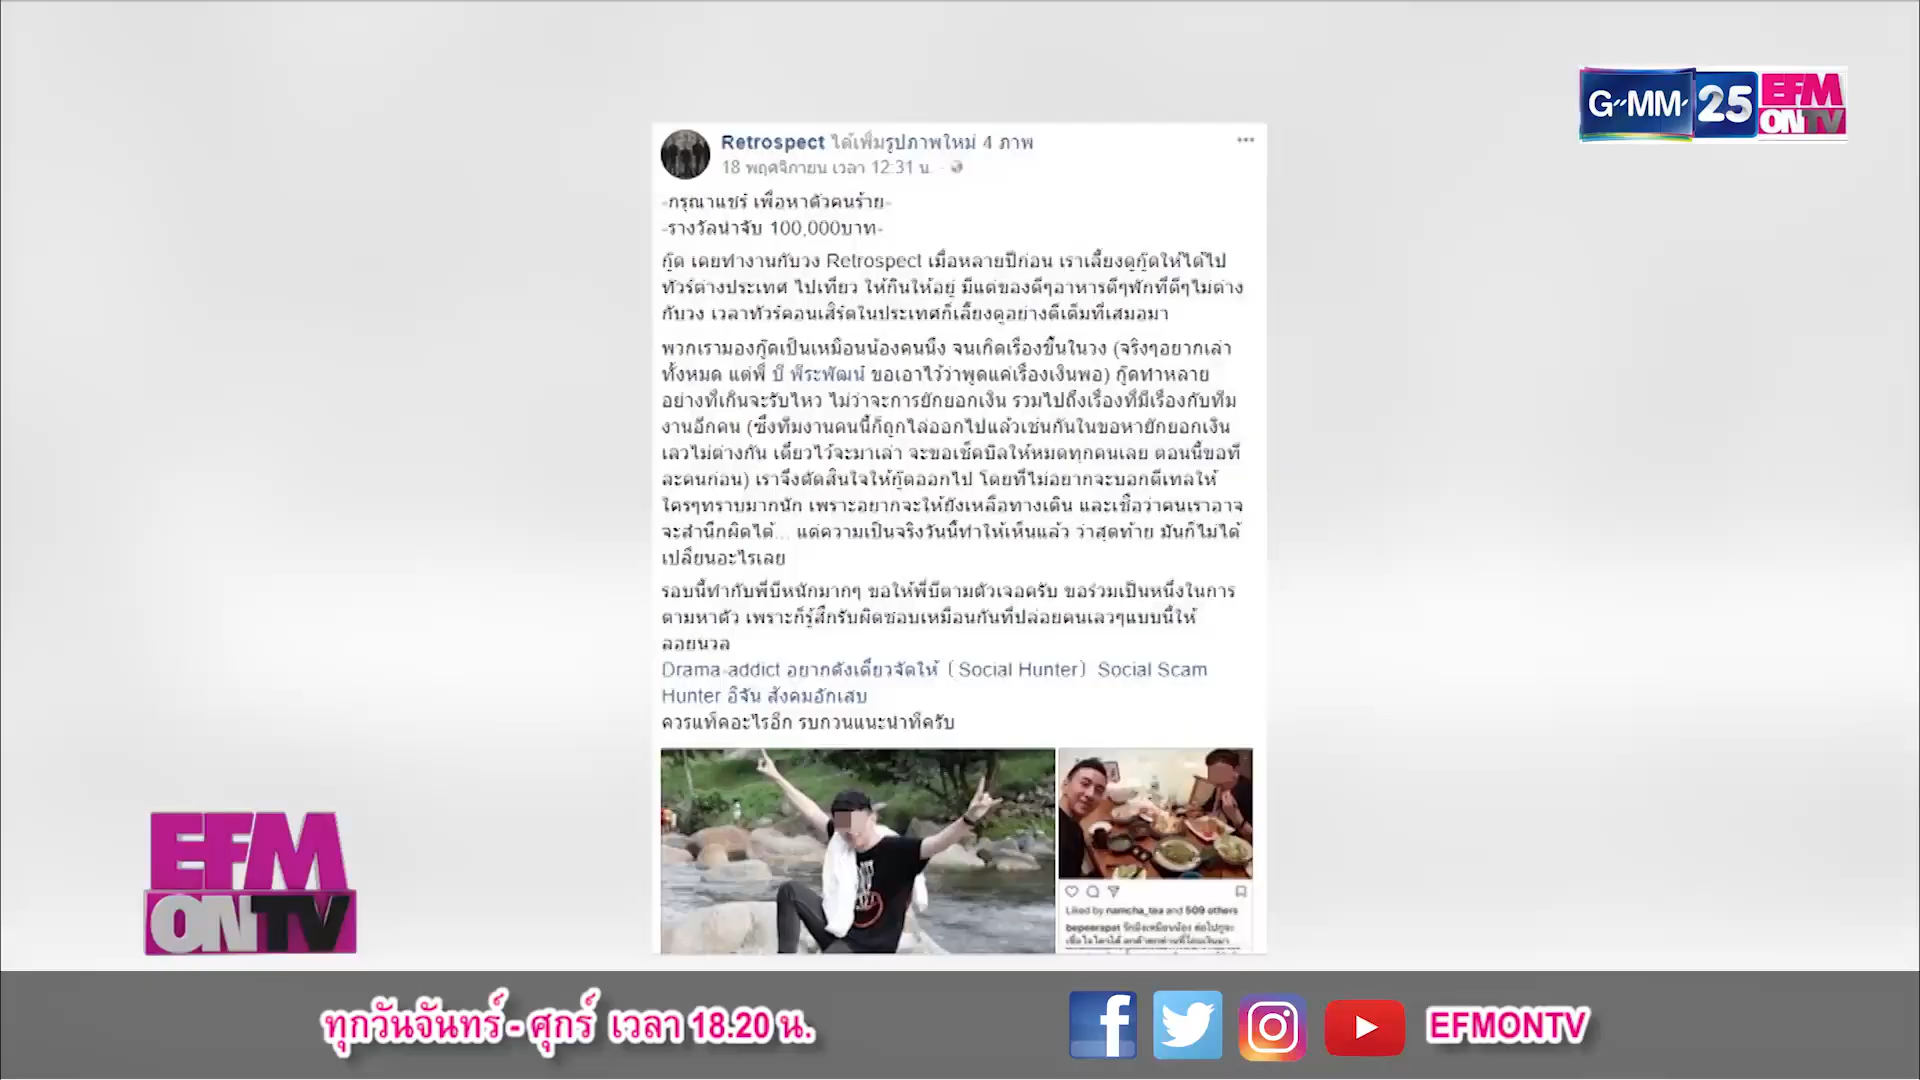 G"MM' 25 EFM ON TV
Retrospect ได้เพิ่มรูปภาพใหม่ 4 ภาพ
18 พฤศจิกายน เวลา 12:31 น.
-กรุณาแชร์ เพื่อหาตัวคนร้าย-
-รางวัลนำจับ 100,000บาท-
กู๊ด เคยทำงานกับวง Retrospect เมื่อหลายปีก่อน เราเลี้ยงดูกู๊ดให้ได้ไป
ทัวร์ต่างประเทศ ไปเที่ยว ให้กินให้อยู่ มีแต่ของดีๆอาหารดีๆพักที่ดีๆไม่ต่าง
กับวง เวลาทัวร์คอนเสิร์ตในประเทศก็เลี้ยงดูอย่างดีเต็มที่เสมอมา
พวกเรามองกู๊ดเป็นเหมือนน้องคนนึง จนเกิดเรื่องขึ้นในวง (จริงๆอยากเล่า
ทั้งหมด แต่พี่ บี พีระพัฒน์ ขอเอาไว้ว่าพูดแค่เรื่องเงินพอ) กู๊ดทำหลาย
อย่างที่เกินจะรับไหว ไม่ว่าจะการยักยอกเงิน รวมไปถึงเรื่องที่มีเรื่องกับทีม
งานอีกคน (ซึ่งทีมงานคนนี้ก็ถูกไล่ออกไปแล้วเช่นกันในขอหายักยอกเงิน
เลวไม่ต่างกัน เดี๋ยวไว้จะมาเล่า จะขอเช็คบิลให้หมดทุกคนเลย ตอนนี้ขอที
ละคนก่อน) เราจึงตัดสินใจให้กู๊ดออกไป โดยที่ไม่อยากจะบอกดีเทลให้
ใครๆทราบมากนัก เพราะอยากจะให้ยังเหลือทางเดิน และเชื่อว่าคนเราอาจ
จะสำนึกผิดได้... แต่ความเป็นจริงวันนี้ทำให้เห็นแล้ว ว่าสุดท้าย มันก็ไม่ได้
เปลี่ยนอะไรเลย
รอบนี้ทำกับพี่บีหนักมากๆ ขอให้พี่บีตามตัวเจอครับ ขอร่วมเป็นหนึ่งในการ
ตามหาตัว เพราะก็รู้สึกรับผิดชอบเหมือนกันที่ปล่อยคนเลวๆแบบนี้ให้
ลอยนวล
Drama-addict อยากดังเดี๋ยวจัดให้ ( Social Hunter) Social Scam
Hunter อีจัน สังคมอักเสบ
ควรแท็คอะไรอีก รบกวนแนะนำทีครับ
Liked by namcha_tea and 509 others
bepeerapat รักมึงเหมือนน้อง ต่อไปกูจะ
EFM
ON TV
ทุกวันจันทร์ - ศุกร์ เวลา 18.20 น.
EFMONTV